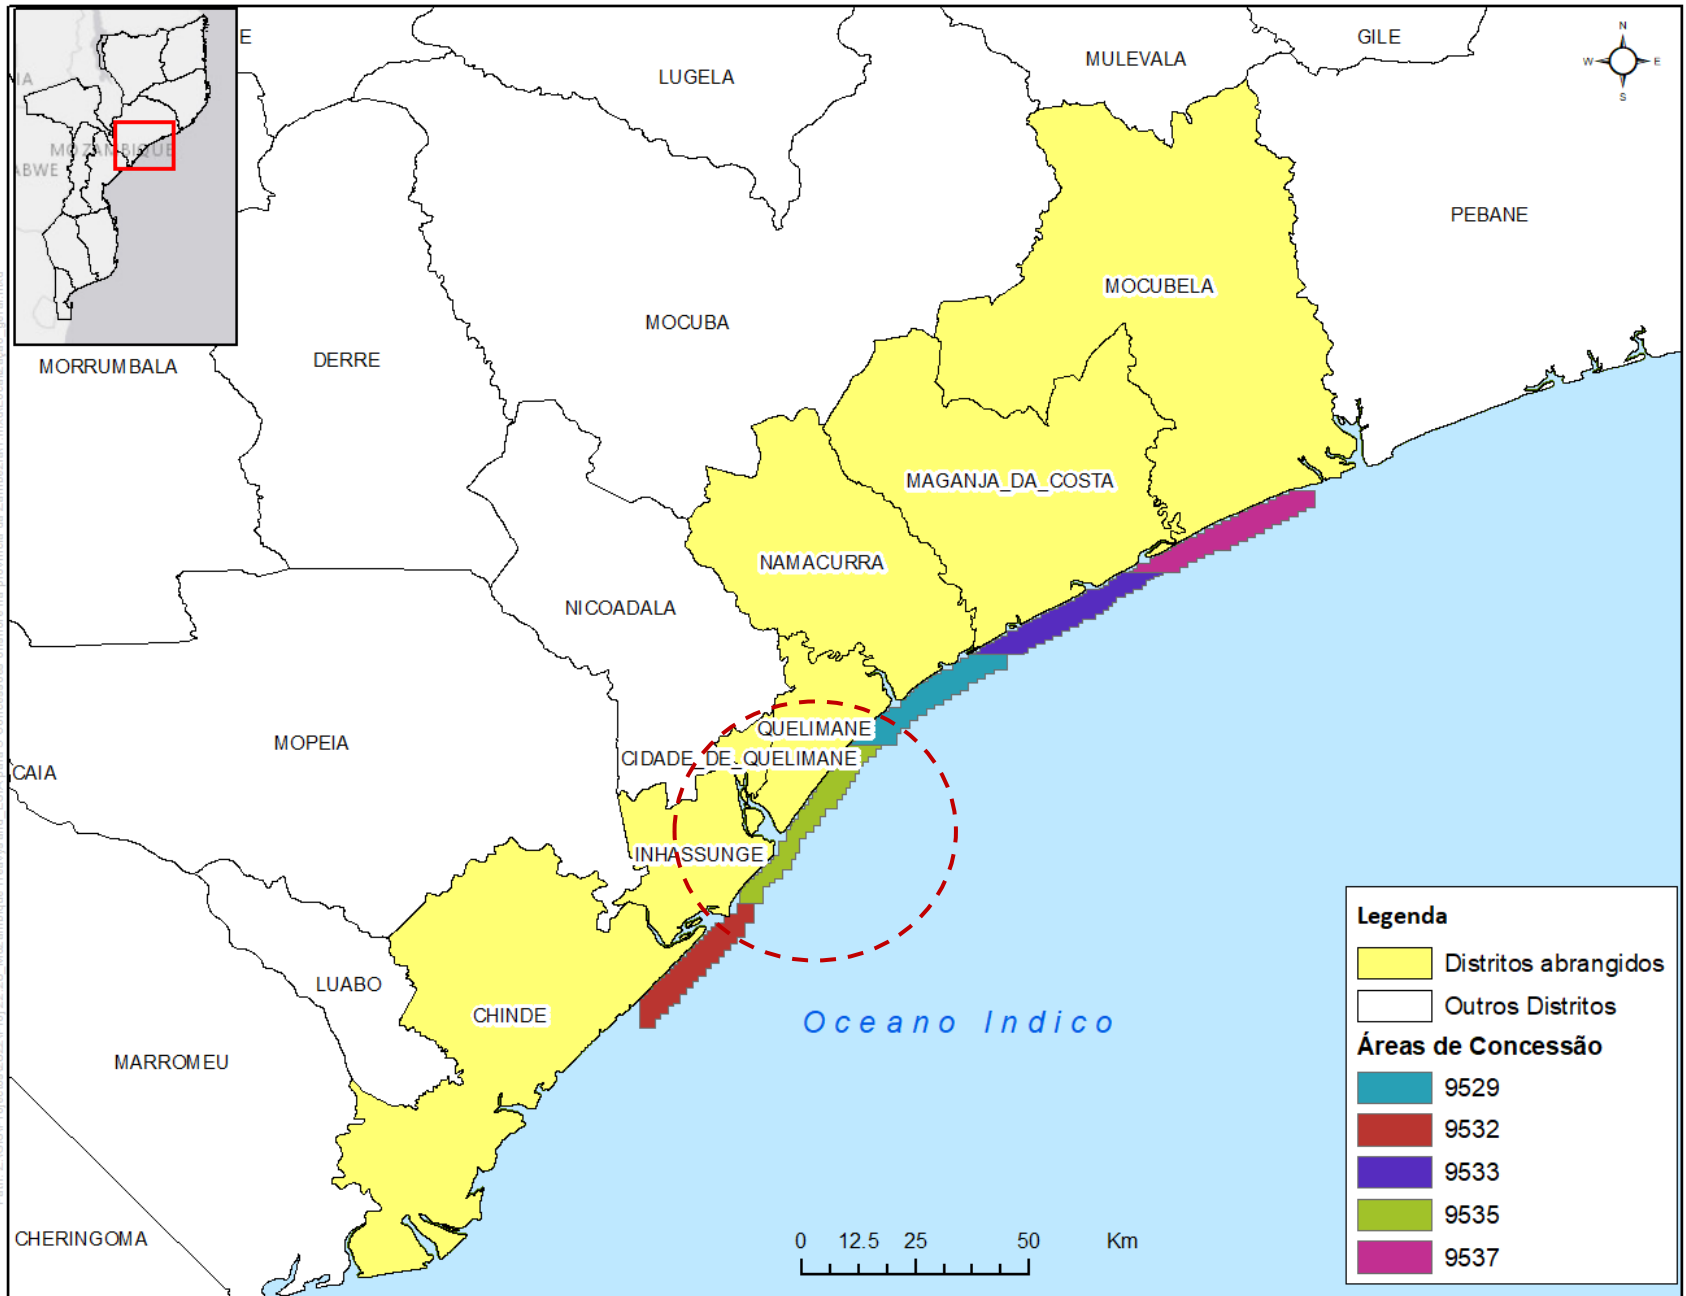 E
LUGELA
MULEVALA
GILE
N
W
E
S
MOZAMBIQUE
ABWE
PEBANE
MOCUBELA
MOCUBA
DERRE
MORRUMBALA
MAGANJA_DA_COSTA
NAMACURRA
NICOADALA
QUELIMANE
MOPEIA
CIDADE_DE_QUELIMANE
CAIA
INHASSUNGE
LUABO
CHINDE
Oceano Indico
MARROMEU
CHERINGOMA
0 12.5 25 50 Km
Legenda
Distritos abrangidos
Outros Distritos
Áreas de Concessão
9529
9532
9533
9535
9537